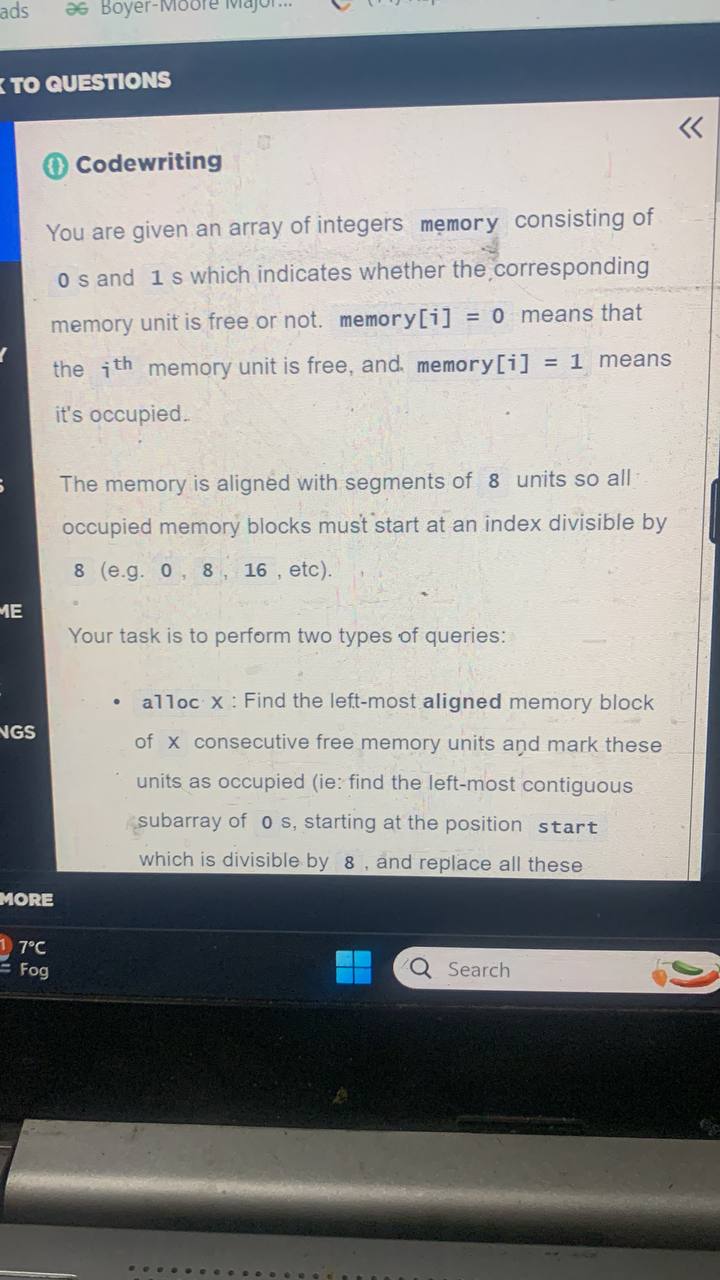 ads
Boyer-Moore Major...
TO QUESTIONS
Codewriting
You are given an array of integers memory consisting of
0 s and 1 s which indicates whether the corresponding
memory unit is free or not. memory[i] = 0 means that
the ith memory unit is free, and memory[i] = 1 means
it's occupied.
The memory is aligned with segments of 8 units so all
occupied memory blocks must start at an index divisible by
8 (e.g. 0, 8, 16, etc).
Your task is to perform two types of queries:
• alloc X : Find the left-most aligned memory block
of X consecutive free memory units and mark these
units as occupied (ie: find the left-most contiguous
subarray of 0 s, starting at the position start
which is divisible by 8, and replace all these
ME
NGS
MORE
1 7°C
Fog
Search